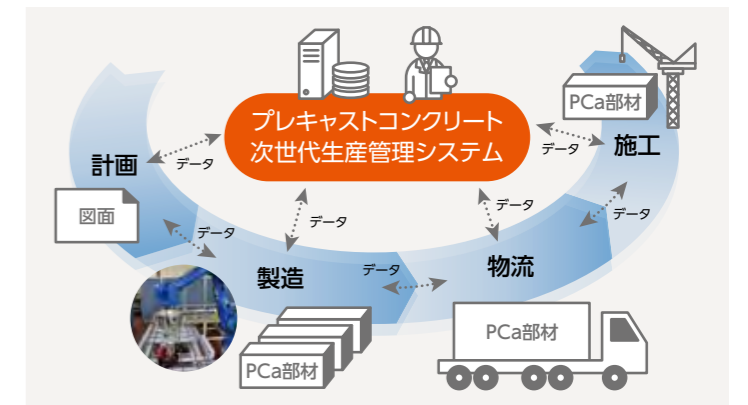 プレキャストコンクリート
次世代生産管理システム
PCa部材
施工
データ
データ
計画
図面
データ
データ
データ
データ
データ
製造
物流
PCa部材
PCa部材